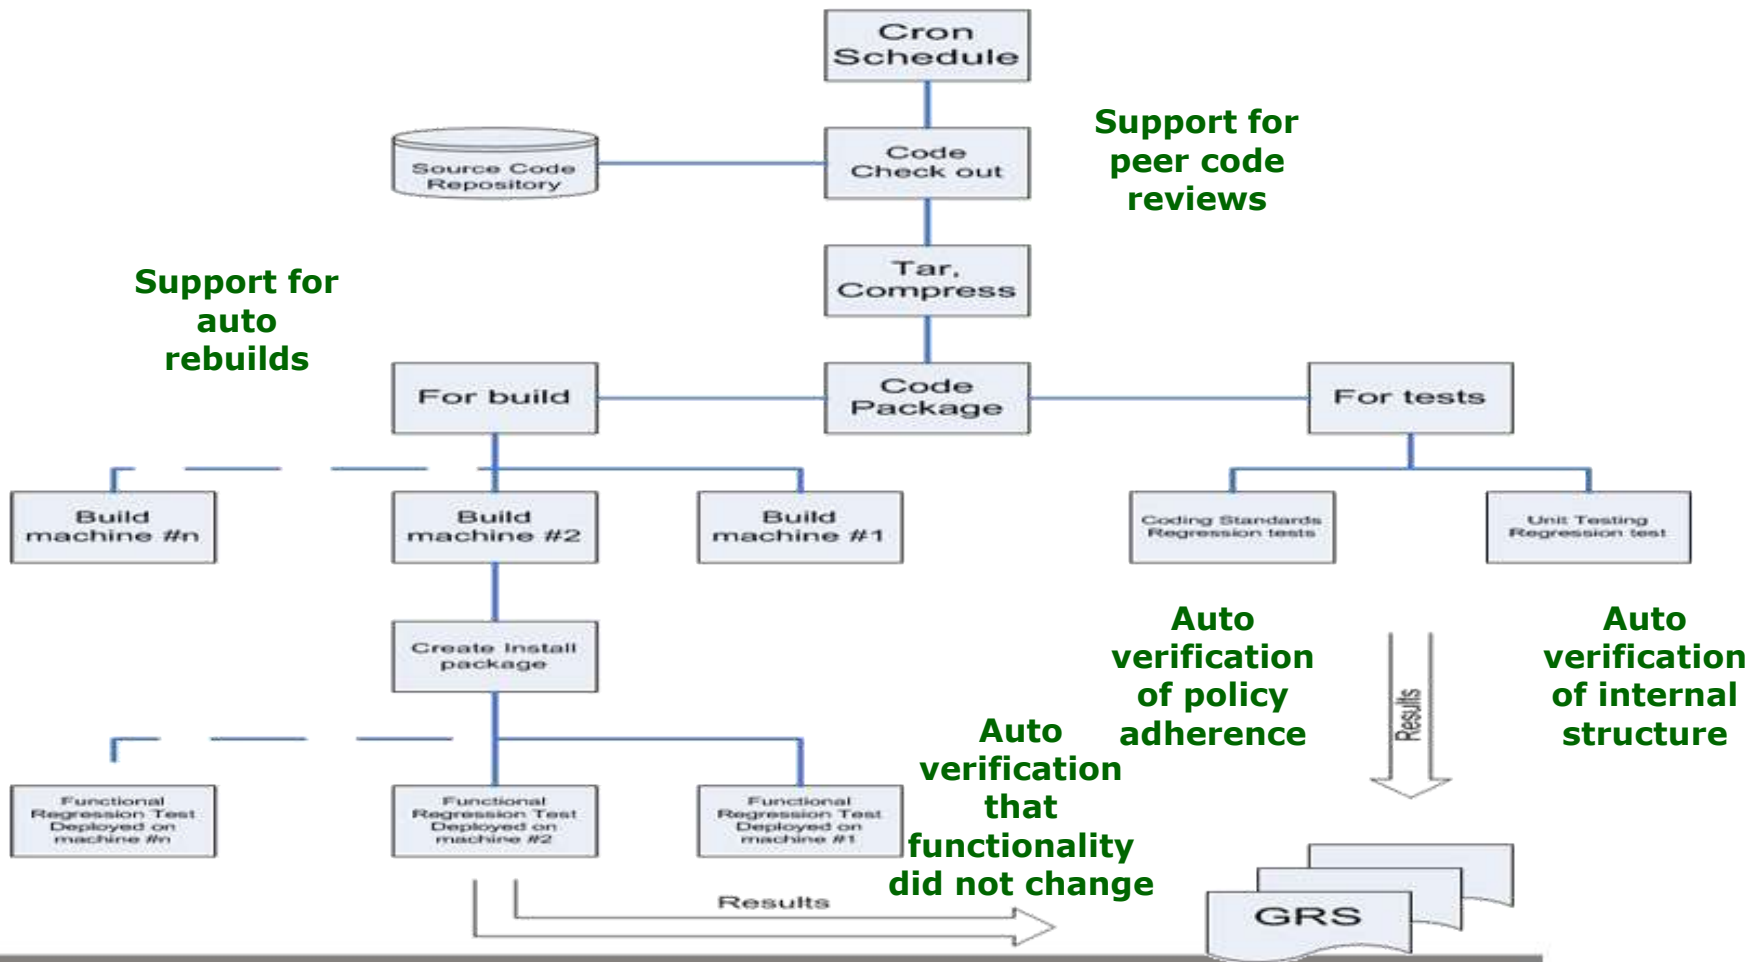 Cron
Schedule
Support for
peer code
reviews
Source Code
Repository
Code
Check out
Support for
auto
rebuilds
Tar,
Compress
For build
Code
Package
For tests
Build
machine #n
Build
machine #2
Build
machine #1
Coding Standards
Regression tests
Unit Testing
Regression test
Create Install
package
Auto
verification
of policy
adherence
Results
Auto
verification
of internal
structure
Auto
verification
that
functionality
did not change
Functional
Regression Test
Deployed on
machine #n
Functional
Regression Test
Deployed on
machine #2
Functional
Regression Test
Deployed on
machine #1
Results
GRS